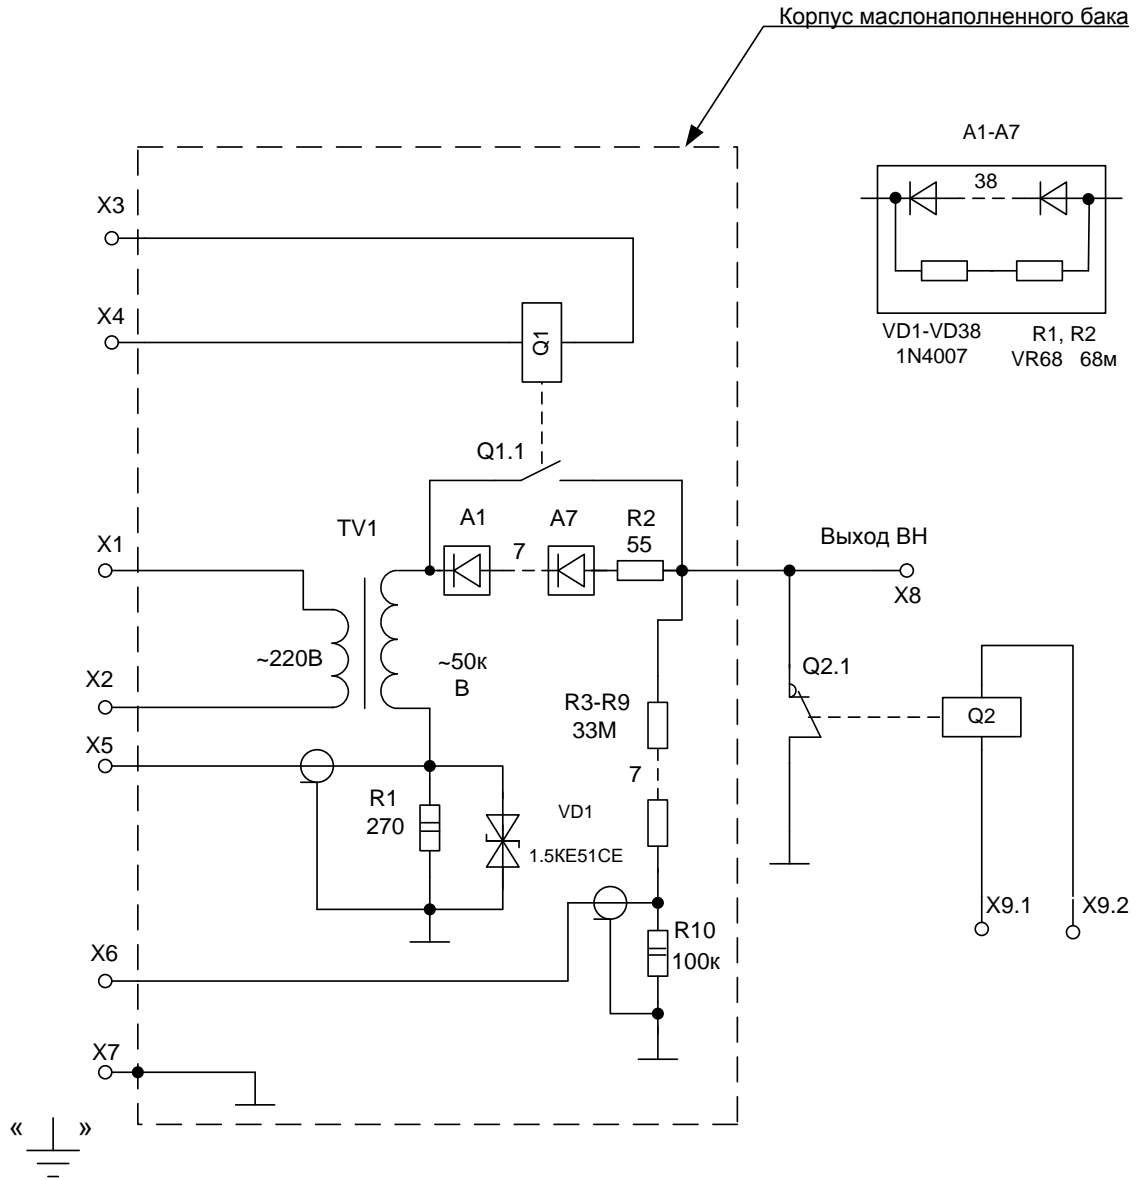 Корпус маслонаполненного бака
A1-A7
38
VD1-VD38
1N4007
R1, R2
VR68 68м
X3
X4
Q1
Q1.1
A1
7
A7
R2
55
TV1
X1
Выход ВН
X8
~220В
~50к
В
X2
Q2.1
R3-R9
33М
Q2
X5
7
R1
270
VD1
1.5КЕ51СЕ
X9.1
X9.2
R10
100к
X6
X7
« »